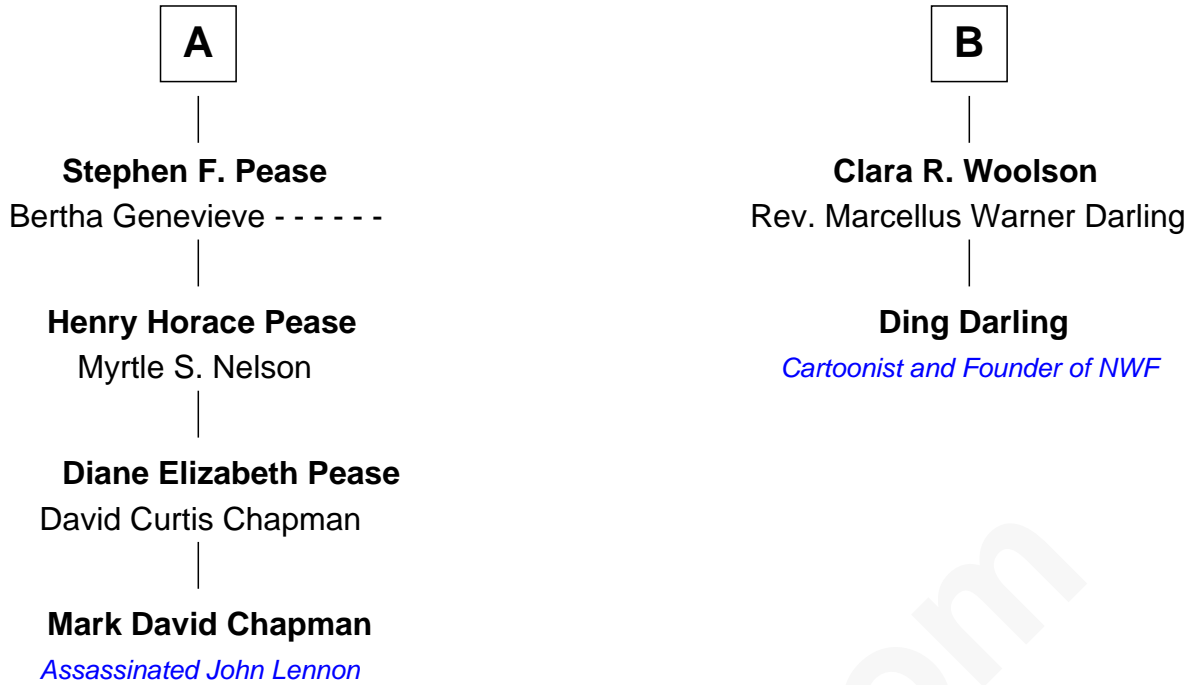 A
Stephen F. Pease
Bertha Genevieve - - - - - -
Henry Horace Pease
Myrtle S. Nelson
Diane Elizabeth Pease
David Curtis Chapman
Mark David Chapman
Assassinated John Lennon
B
Clara R. Woolson
Rev. Marcellus Warner Darling
Ding Darling
Cartoonist and Founder of NWF
om